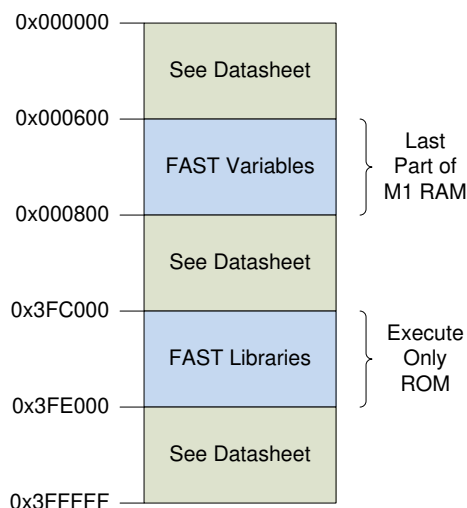 0x000000
See Datasheet
0x000600
FAST Variables
Last
Part of
M1 RAM
0x000800
See Datasheet
0x3FC000
FAST Libraries
Execute
Only
ROM
0x3FE000
See Datasheet
0x3FFFFF